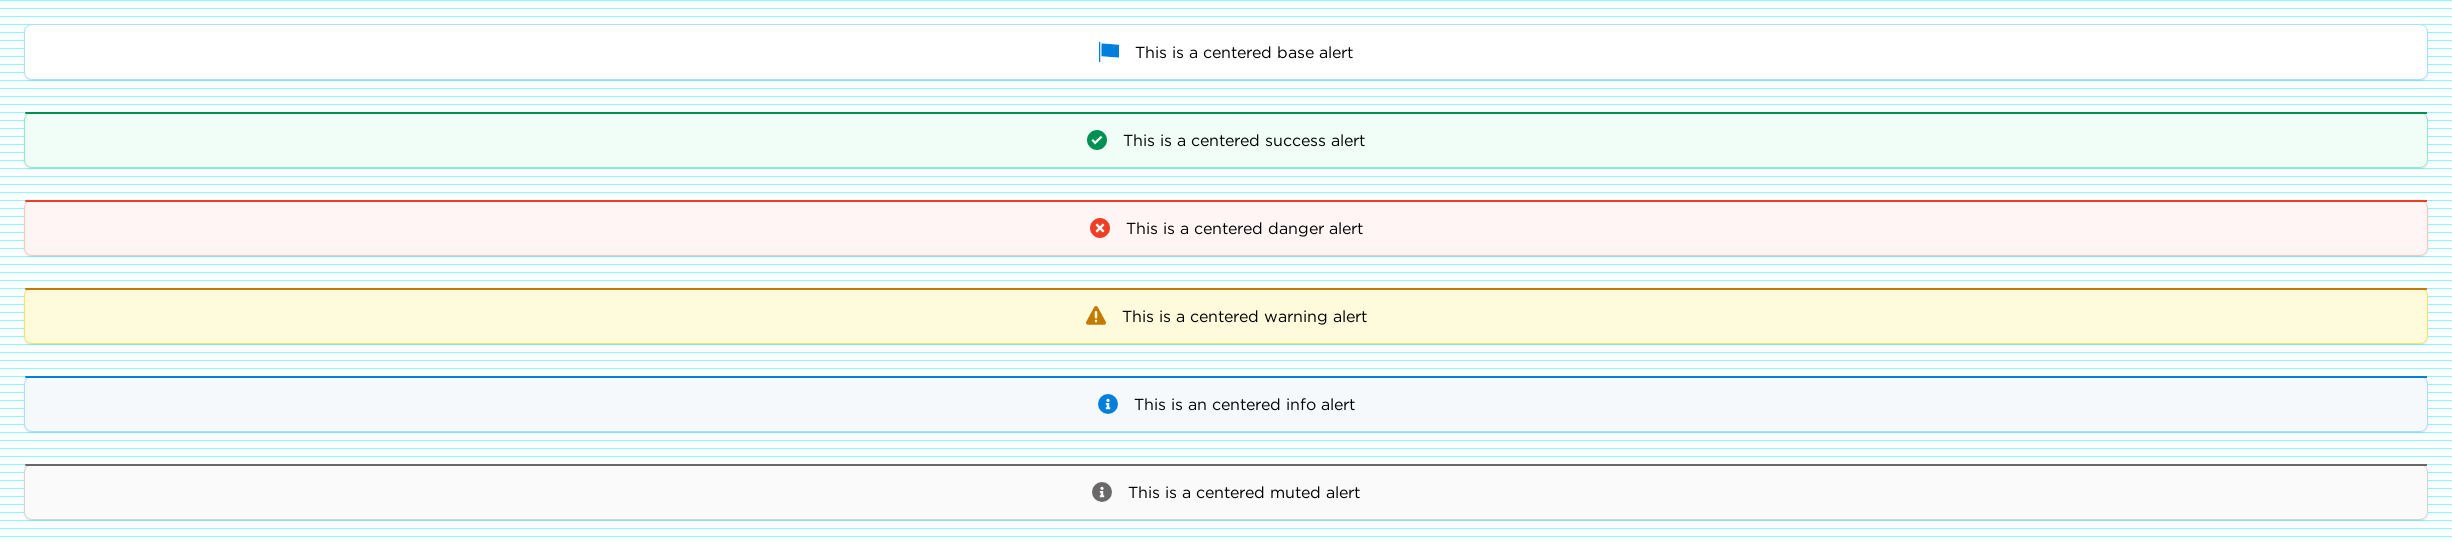 This is a centered base alert
This is a centered success alert
This is a centered danger alert
This is a centered warning alert
This is an centered info alert
This is a centered muted alert